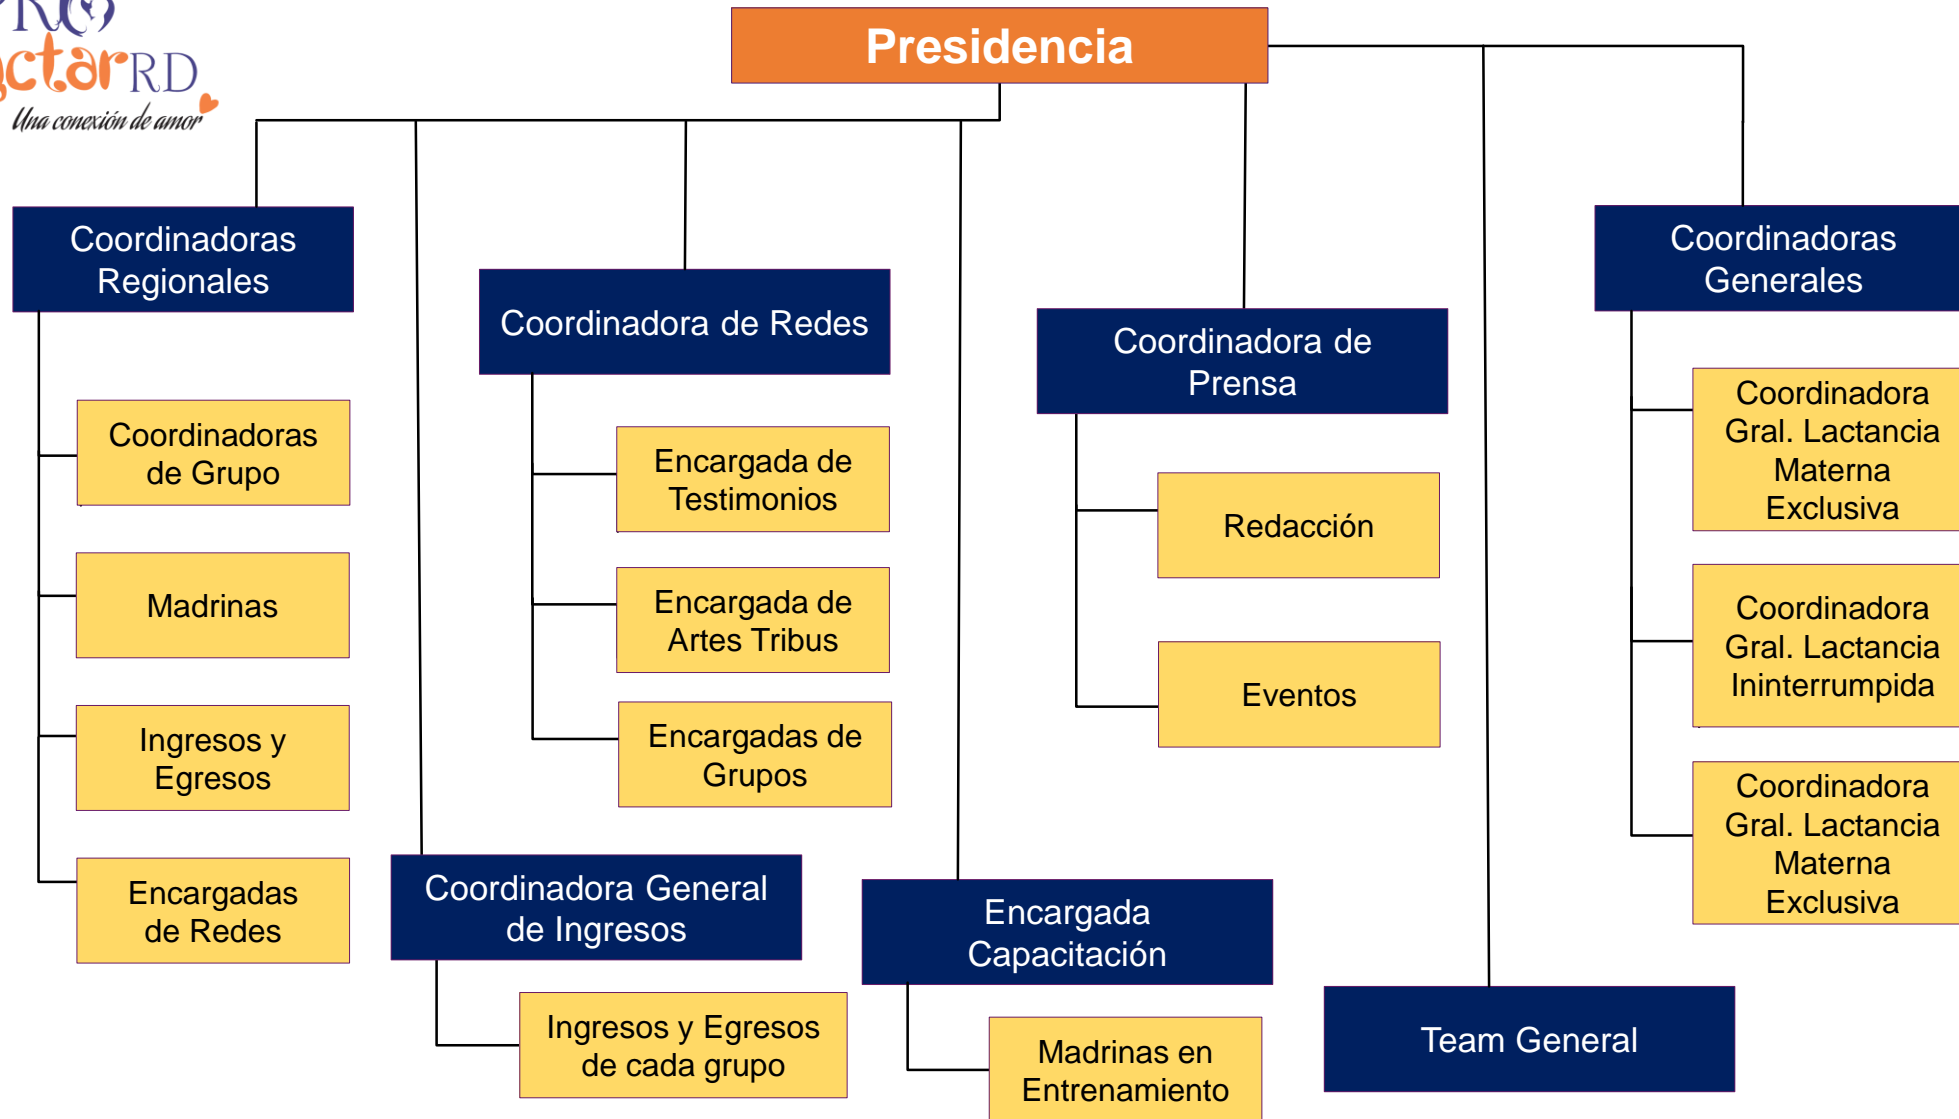 PRO
RD
Una conexión de amor
Presidencia
Coordinadoras
Regionales
Coordinadoras
de Grupo
Madrinas
Ingresos y
Egresos
Encargadas
de Redes
Coordinadora General
de Ingresos
Ingresos y Egresos
de cada grupo
Coordinadora de Redes
Encargada de
Testimonios
Encargada de
Artes Tribus
Encargadas de
Grupos
Encargada
Capacitación
Madrinas en
Entrenamiento
Coordinadora de
Prensa
Redacción
Eventos
Team General
Coordinadoras
Generales
Coordinadora
Gral. Lactancia
Materna
Exclusiva
Coordinadora
Gral. Lactancia
Ininterrumpida
Coordinadora
Gral. Lactancia
Materna
Exclusiva